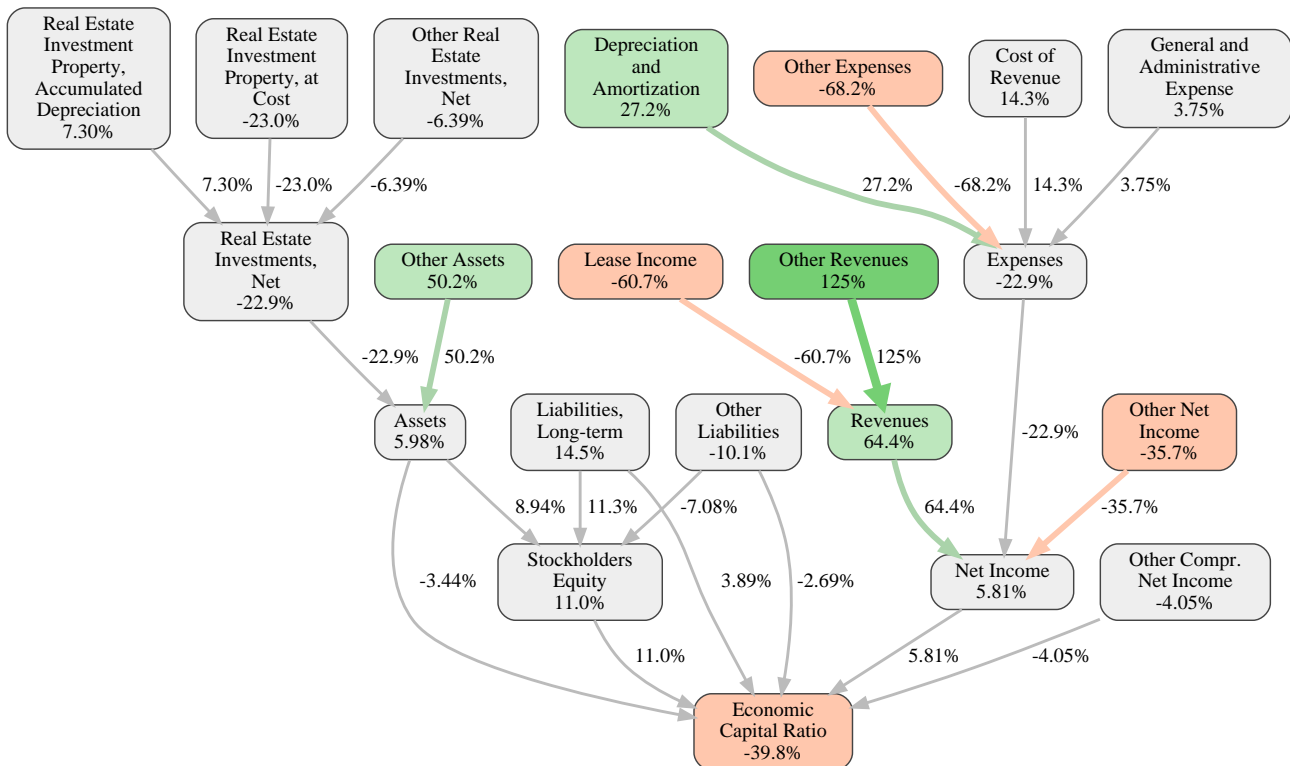 Real Estate
Investment
Property,
Accumulated
Depreciation
7.30%
Real Estate
Investment
Property, at
Cost
-23.0%
Other Real
Estate
Investments,
Net
-6.39%
Depreciation
and
Amortization
27.2%
Other Expenses
-68.2%
Cost of
Revenue
14.3%
General and
Administrative
Expense
3.75%
7.30%
-23.0%
-6.39%
27.2%
-68.2%
14.3%
3.75%
Real Estate
Investments,
Net
-22.9%
Other Assets
50.2%
Lease Income
-60.7%
Other Revenues
125%
Expenses
-22.9%
-22.9%
50.2%
-60.7%
125%
Assets
5.98%
Liabilities,
Long-term
14.5%
Other
Liabilities
-10.1%
Revenues
64.4%
-22.9%
Other Net
Income
-35.7%
8.94%
11.3%
-7.08%
64.4%
-35.7%
Stockholders
Equity
11.0%
Net Income
5.81%
Other Compr.
Net Income
-4.05%
-3.44%
3.89%
-2.69%
11.0%
5.81%
-4.05%
Economic
Capital Ratio
-39.8%